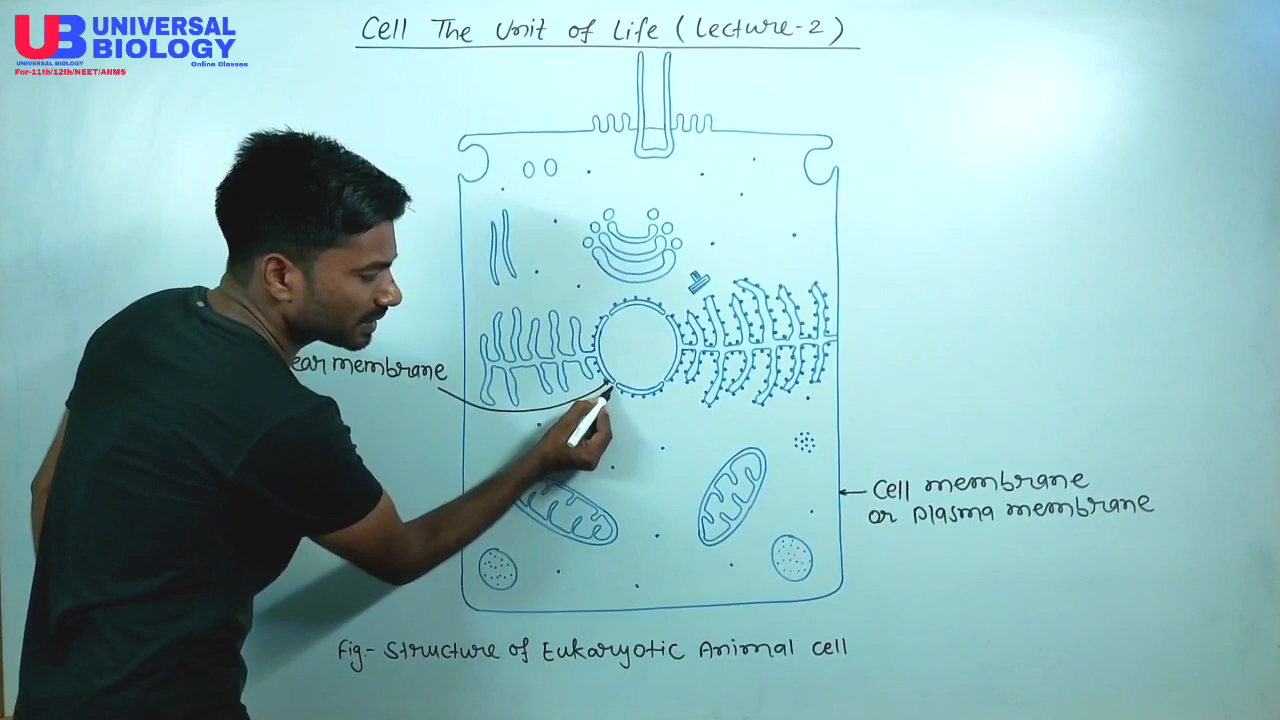 UB UNIVERSAL BIOLOGY
UNIVERSAL BIOLOGY Online Classes
For-11th/12th/NEET/AIIMS
Cell The Unit of Life (Lecture-2)
membrane
Cell membrane
or Plasma membrane
Fig:- Structure of Eukaryotic Animal cell